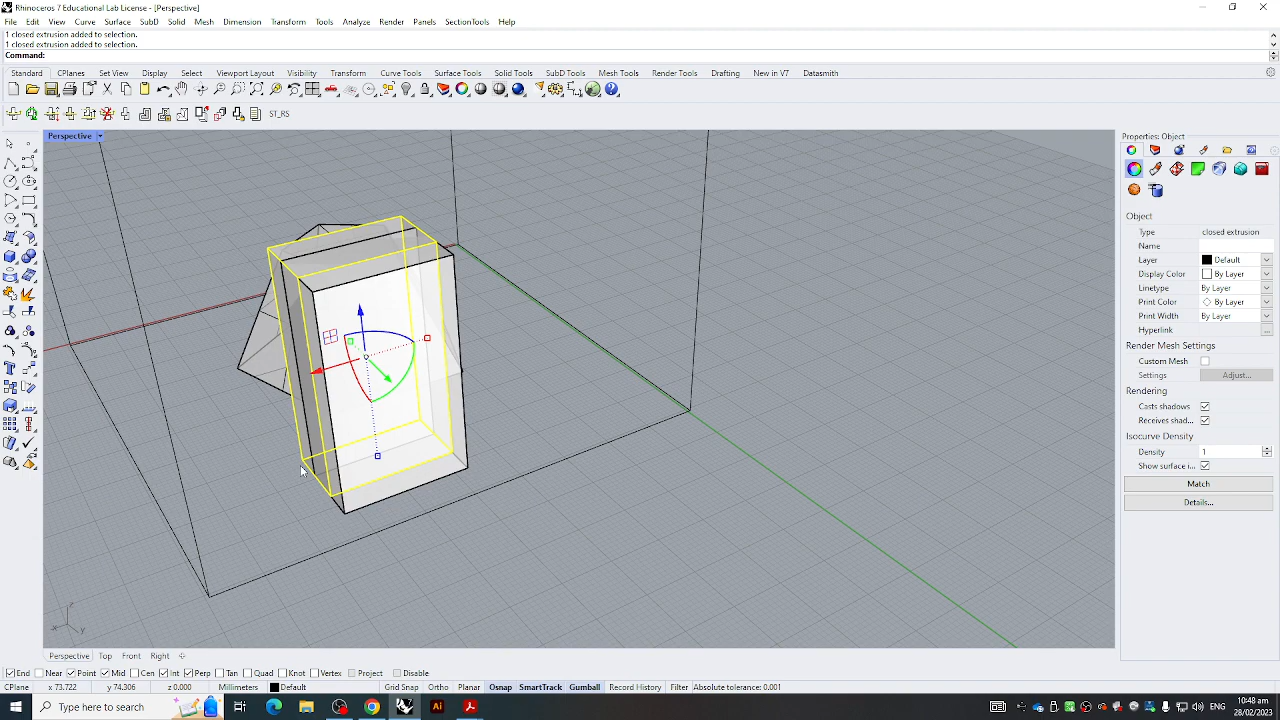 Rhinoceros 7 Educational Lab License - [Perspective]
File Edit View Curve Surface SubD Solid Mesh Dimension Transform Tools Analyze Render Panels SectionTools Help
1 closed extrusion added to selection.
1 closed extrusion added to selection.
Command:
Standard CPlanes Set View Display Select Viewport Layout Visibility Transform Curve Tools Surface Tools Solid Tools SubD Tools Mesh Tools Render Tools Drafting New in V7 Datasmith
ST_RS
Perspective
Properties: Object
Object
Type closed extrusion
Name
Layer Default
Display Color By Layer
Linetype By Layer
Print Color By Layer
Print Width By Layer
Hyperlink ...
Render Mesh Settings
Custom Mesh
Settings Adjust...
Rendering
Casts shadows
Receives shad...
Isocurve Density
Density 1
Show surface i...
Match
Details...
z
x y
Perspective Top Front Right
End Near Point Mid Cen Int Perp Tan Quad Knot Vertex Project Disable
CPlane x 73.722 y 74.306 z 0.000 Millimeters Default Grid Snap Ortho Planar Osnap SmartTrack Gumball Record History Filter Absolute tolerance: 0.001
Type here to search
Ai
ENG
10:48 am
28/02/2023